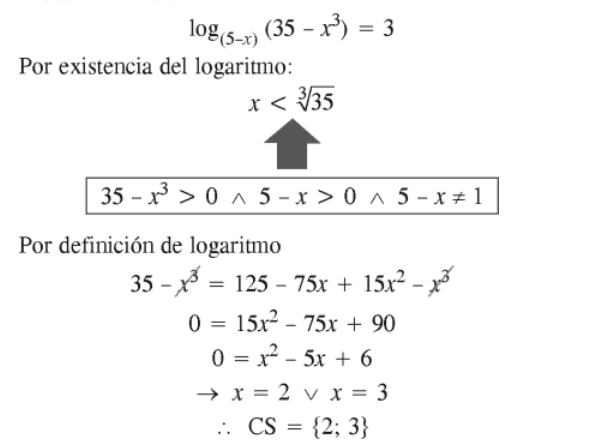 log₍₅₋ₓ₎ (35 – x³) = 3
Por existencia del logaritmo:
x < ∛35
35 – x³ > 0 ∧ 5 – x > 0 ∧ 5 – x ≠ 1
Por definición de logaritmo
35 – x³ = 125 – 75x + 15x² – x³
0 = 15x² – 75x + 90
0 = x² – 5x + 6
→ x = 2 ∨ x = 3
∴ CS = {2; 3}